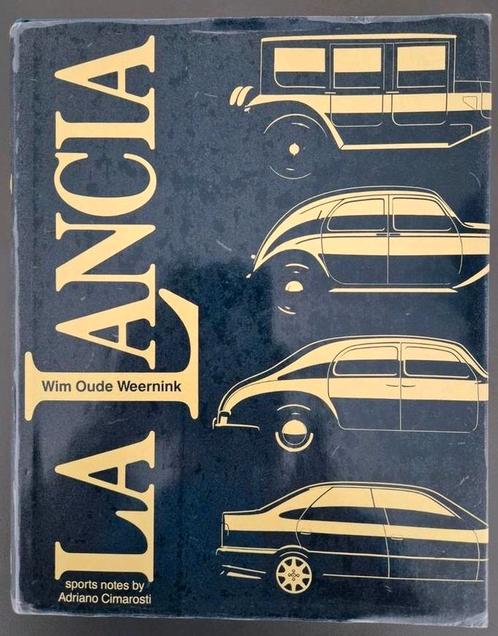 LA LANCIA
Wim Oude Weernink
sports notes by
Adriano Cimarosti